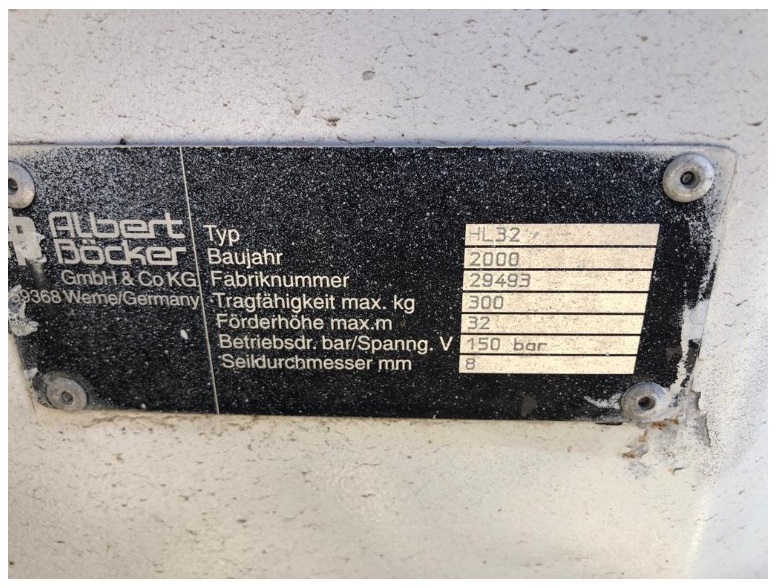 Albert
Döcker
GmbH & Co KG
59368 Werne/Germany
Typ HL32
Baujahr 2000
Fabriknummer 29493
Tragfähigkeit max. kg 300
Förderhöhe max.m 32
Betriebsdr. bar/Spanng. V 150 bar
Seildurchmesser mm 8